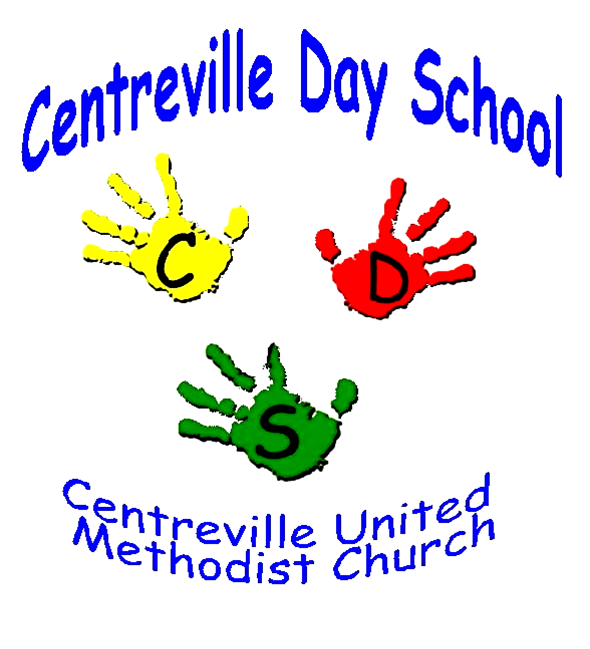 Centreville Day School
C D
S
Centreville United
Methodist Church